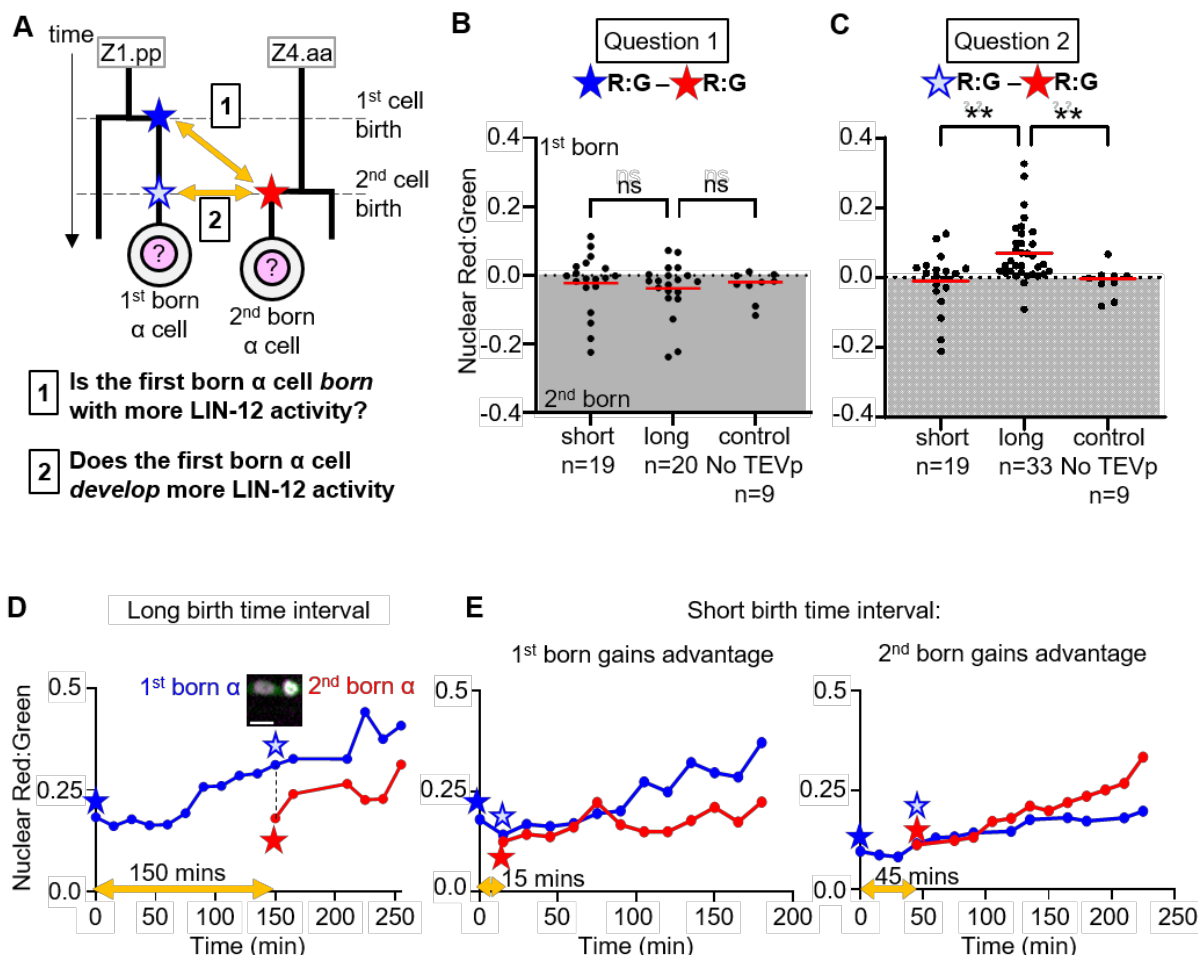 A
time
Z1.pp
Z4.aa
1
1st cell
birth
2nd cell
birth
2
?
?
1st born
α cell
2nd born
α cell
1 Is the first born α cell born
with more LIN-12 activity?
2 Does the first born α cell
develop more LIN-12 activity
B
Question 1
R:G – R:G
Nuclear Red:Green
0.4
0.2
0.0
-0.2
-0.4
1st born
ns
ns
2nd born
short
n=19
long
n=20
control
No TEVp
n=9
C
Question 2
R:G – R:G
**
**
0.4
0.2
0.0
-0.2
-0.4
short
n=19
long
n=33
control
No TEVp
n=9
D
Long birth time interval
1st born α
2nd born α
Nuclear Red:Green
0.5
0.25
0.0
150 mins
0 50 100 150 200 250
Time (min)
E
Short birth time interval:
1st born gains advantage
0.5
0.25
0.0
15 mins
0 50 100 150 200
Time (min)
2nd born gains advantage
0.5
0.25
0.0
45 mins
0 50 100 150 200 250
Time (min)